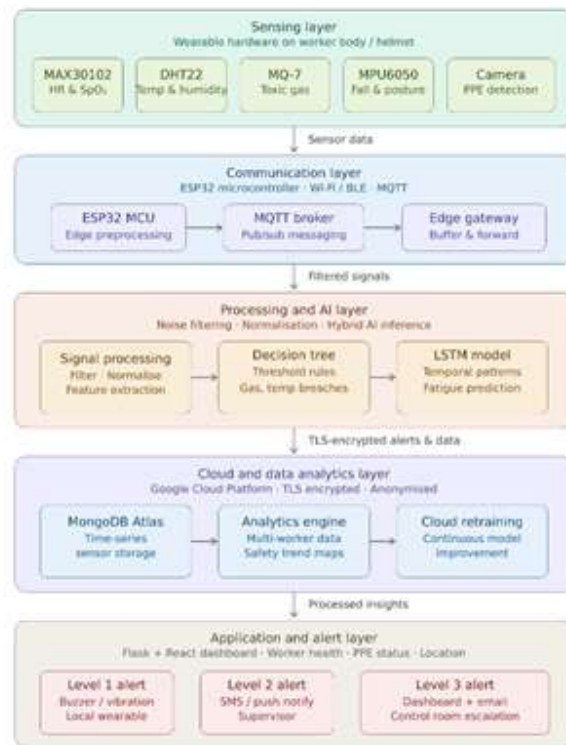 Sensing layer
Wearable hardware on worker body / helmet
MAX30102
HR & SpO₂
DHT22
Temp & humidity
MQ-7
Toxic gas
MPU6050
Fall & posture
Camera
PPE detection
Sensor data
Communication layer
ESP32 microcontroller · Wi-Fi / BLE · MQTT
ESP32 MCU
Edge preprocessing
MQTT broker
Pub/sub messaging
Edge gateway
Buffer & forward
Filtered signals
Processing and AI layer
Noise filtering · Normalisation · Hybrid AI inference
Signal processing
Filter · Normalise
Feature extraction
Decision tree
Threshold rules
Gas, temp breaches
LSTM model
Temporal patterns
Fatigue prediction
TLS-encrypted alerts & data
Cloud and data analytics layer
Google Cloud Platform · TLS encrypted · Anonymised
MongoDB Atlas
Time-series
sensor storage
Analytics engine
Multi-worker data
Safety trend maps
Cloud retraining
Continuous model
improvement
Processed insights
Application and alert layer
Flask + React dashboard · Worker health · PPE status · Location
Level 1 alert
Buzzer / vibration
Local wearable
Level 2 alert
SMS / push notify
Supervisor
Level 3 alert
Dashboard + email
Control room escalation